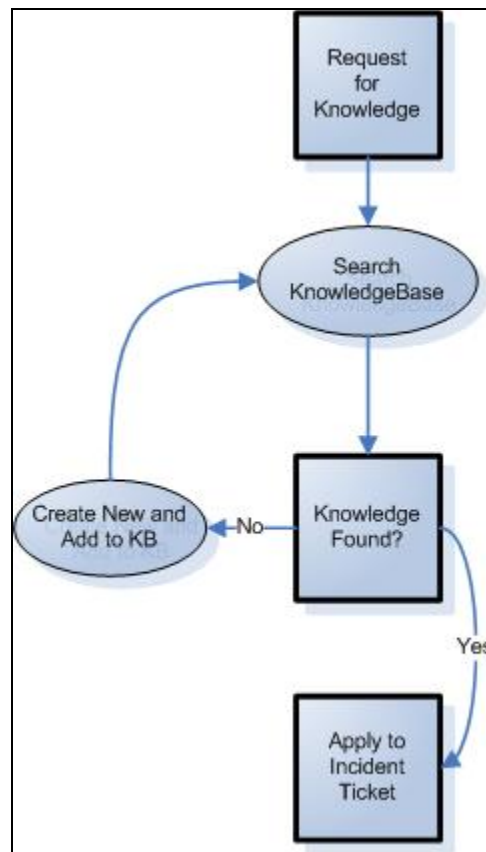 Request
for
Knowledge
Search
KnowledgeBase
Create New and
Add to KB
No
Knowledge
Found?
Yes
Apply to
Incident
Ticket